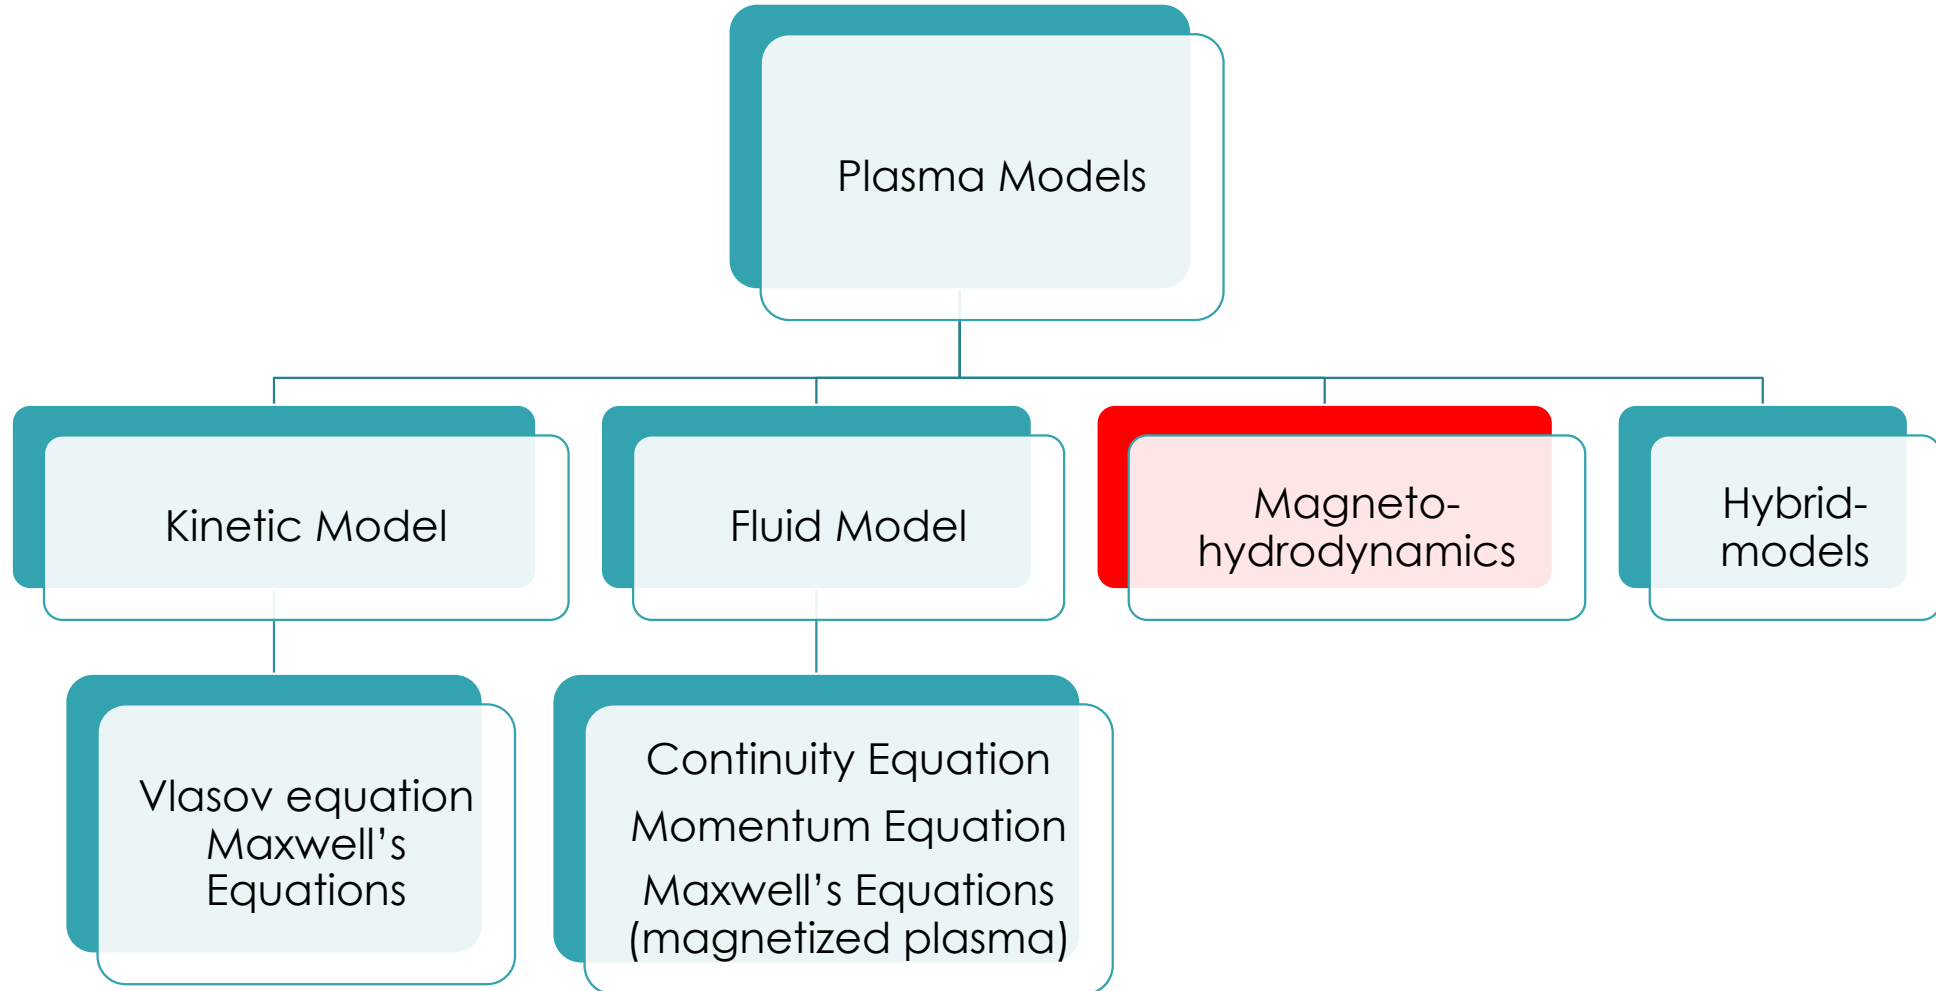 Plasma Models
Kinetic Model
Fluid Model
Magneto-
hydrodynamics
Hybrid-
models
Vlasov equation
Maxwell’s
Equations
Continuity Equation
Momentum Equation
Maxwell’s Equations
(magnetized plasma)